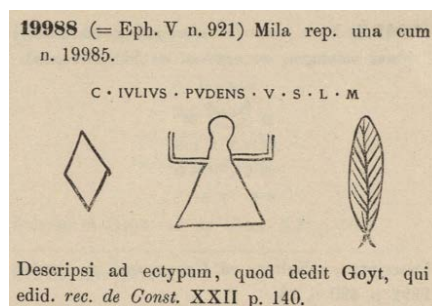 19988 (= Eph. V n. 921) Mila rep. una cum
n. 19985.
C · IVLIVS · PVDENS · V · S · L · M
Descripsi ad ectypum, quod dedit Goyt, qui
edid. rec. de Const. XXII p. 140.